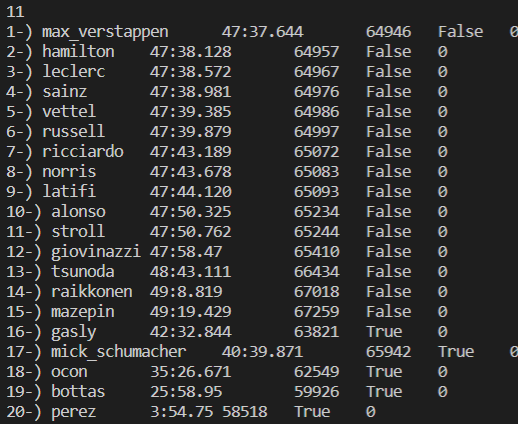 11
1-) max_verstappen 47:37.644 64946 False 0
2-) hamilton 47:38.128 64957 False 0
3-) leclerc 47:38.572 64967 False 0
4-) sainz 47:38.981 64976 False 0
5-) vettel 47:39.385 64986 False 0
6-) russell 47:39.879 64997 False 0
7-) ricciardo 47:43.189 65072 False 0
8-) norris 47:43.678 65083 False 0
9-) latifi 47:44.120 65093 False 0
10-) alonso 47:50.325 65234 False 0
11-) stroll 47:50.762 65244 False 0
12-) giovinazzi 47:58.47 65410 False 0
13-) tsunoda 48:43.111 66434 False 0
14-) raikkonen 49:8.819 67018 False 0
15-) mazepin 49:19.429 67259 False 0
16-) gasly 42:32.844 63821 True 0
17-) mick_schumacher 40:39.871 65942 True 0
18-) ocon 35:26.671 62549 True 0
19-) bottas 25:58.95 59926 True 0
20-) perez 3:54.75 58518 True 0